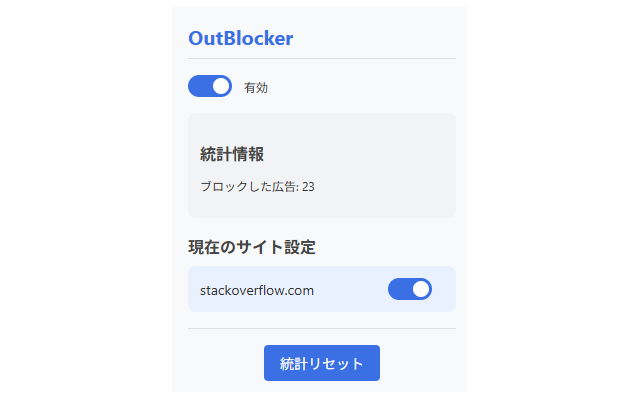 OutBlocker
有効
統計情報
ブロックした広告: 23
現在のサイト設定
stackoverflow.com
統計リセット